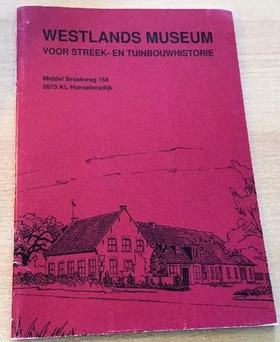 WESTLANDS MUSEUM
VOOR STREEK- EN TUINBOUWHISTORIE
Middel Broekweg 154
2675 KL Honselersdijk